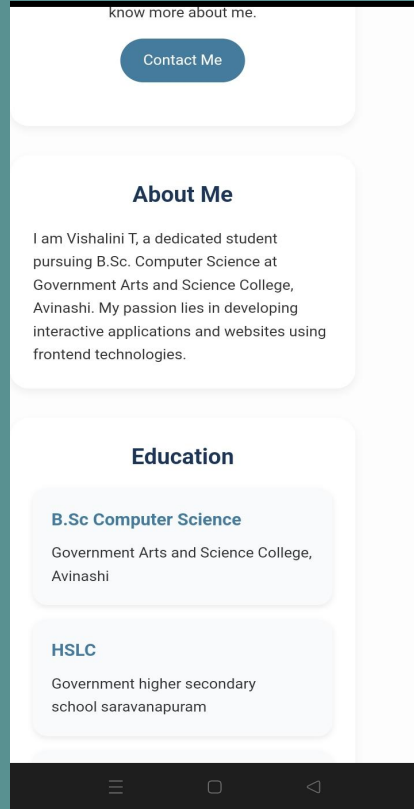 know more about me.
Contact Me
About Me
I am Vishalini T, a dedicated student
pursuing B.Sc. Computer Science at
Government Arts and Science College,
Avinashi. My passion lies in developing
interactive applications and websites using
frontend technologies.
Education
B.Sc Computer Science
Government Arts and Science College,
Avinashi
HSLC
Government higher secondary
school saravanapuram